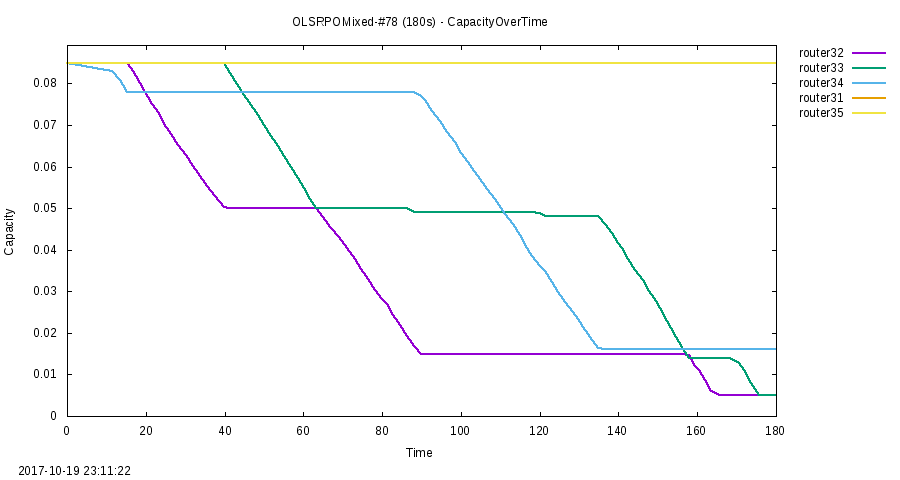 OLSRPOMixed-#78 (180s) - CapacityOverTime
router32
router33
router34
router31
router35
Capacity
0.08
0.07
0.06
0.05
0.04
0.03
0.02
0.01
0
0 20 40 60 80 100 120 140 160 180
Time
2017-10-19 23:11:22